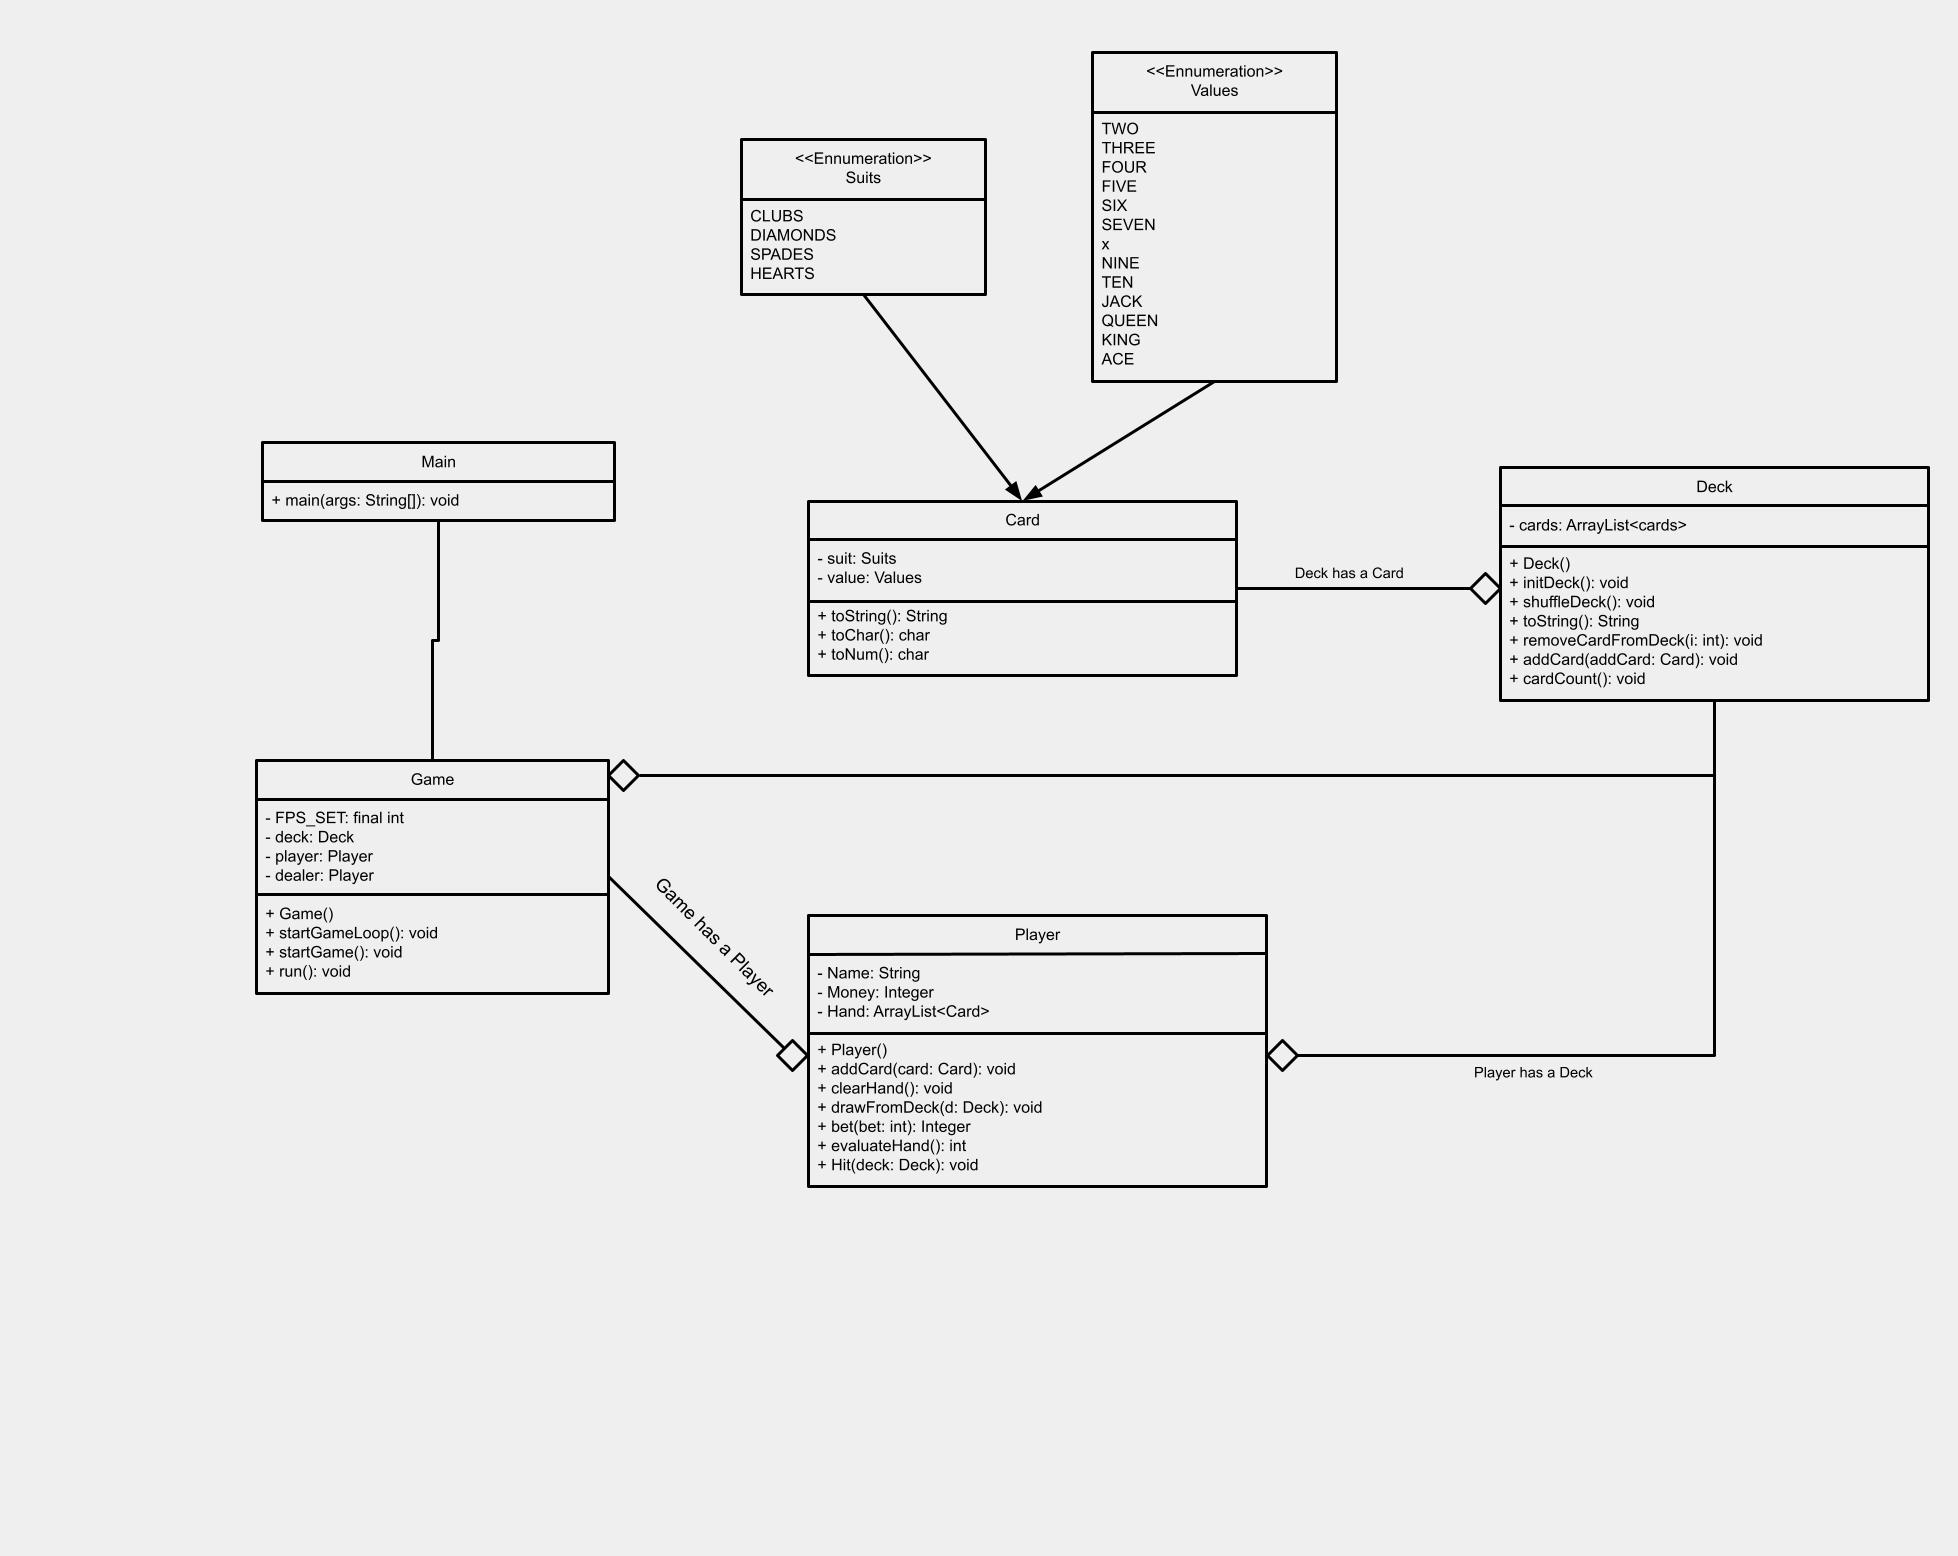 <<Ennumeration>>
Values
TWO
THREE
FOUR
FIVE
SIX
SEVEN
x
NINE
TEN
JACK
QUEEN
KING
ACE
<<Ennumeration>>
Suits
CLUBS
DIAMONDS
SPADES
HEARTS
Main
+ main(args: String[]): void
Card
- suit: Suits
- value: Values
+ toString(): String
+ toChar(): char
+ toNum(): char
Deck has a Card
Deck
- cards: ArrayList<cards>
+ Deck()
+ initDeck(): void
+ shuffleDeck(): void
+ toString(): String
+ removeCardFromDeck(i: int): void
+ addCard(addCard: Card): void
+ cardCount(): void
Game
- FPS_SET: final int
- deck: Deck
- player: Player
- dealer: Player
+ Game()
+ startGameLoop(): void
+ startGame(): void
+ run(): void
Game has a Player
Player
- Name: String
- Money: Integer
- Hand: ArrayList<Card>
+ Player()
+ addCard(card: Card): void
+ clearHand(): void
+ drawFromDeck(d: Deck): void
+ bet(bet: int): Integer
+ evaluateHand(): int
+ Hit(deck: Deck): void
Player has a Deck